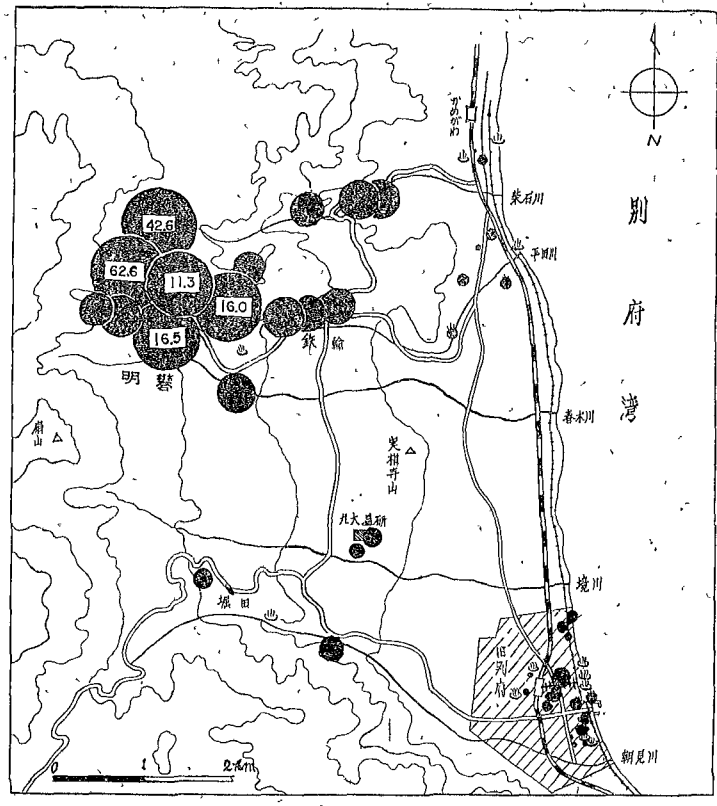 かめがわ
N
柴石川
別府湾
平田川
42.6
62.6
11.3
16.0
16.5
明礬
鉄輪
春木川
扇山
実相寺山
九大温研
境川
堀田
旧別府
朝見川
0 1 2km